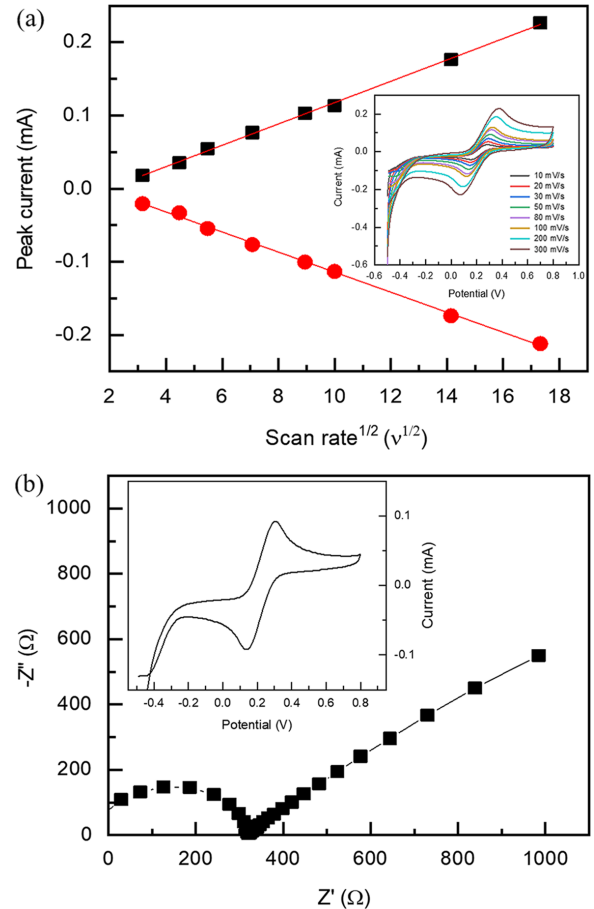 (a)
0.2
0.1
0.0
-0.1
-0.2
Peak current (mA)
2 4 6 8 10 12 14 16 18
Scan rate1/2 (ν1/2)
0.2
0.0
-0.2
-0.4
-0.6
Current (mA)
-0.6 -0.4 -0.2 0.0 0.2 0.4 0.6 0.8 1.0
Potential (V)
10 mV/s
20 mV/s
30 mV/s
50 mV/s
80 mV/s
100 mV/s
200 mV/s
300 mV/s
(b)
1000
800
600
400
200
0
-Z" (Ω)
0 200 400 600 800 1000
Z' (Ω)
0.1
0.0
-0.1
Current (mA)
-0.4 -0.2 0.0 0.2 0.4 0.6 0.8
Potential (V)